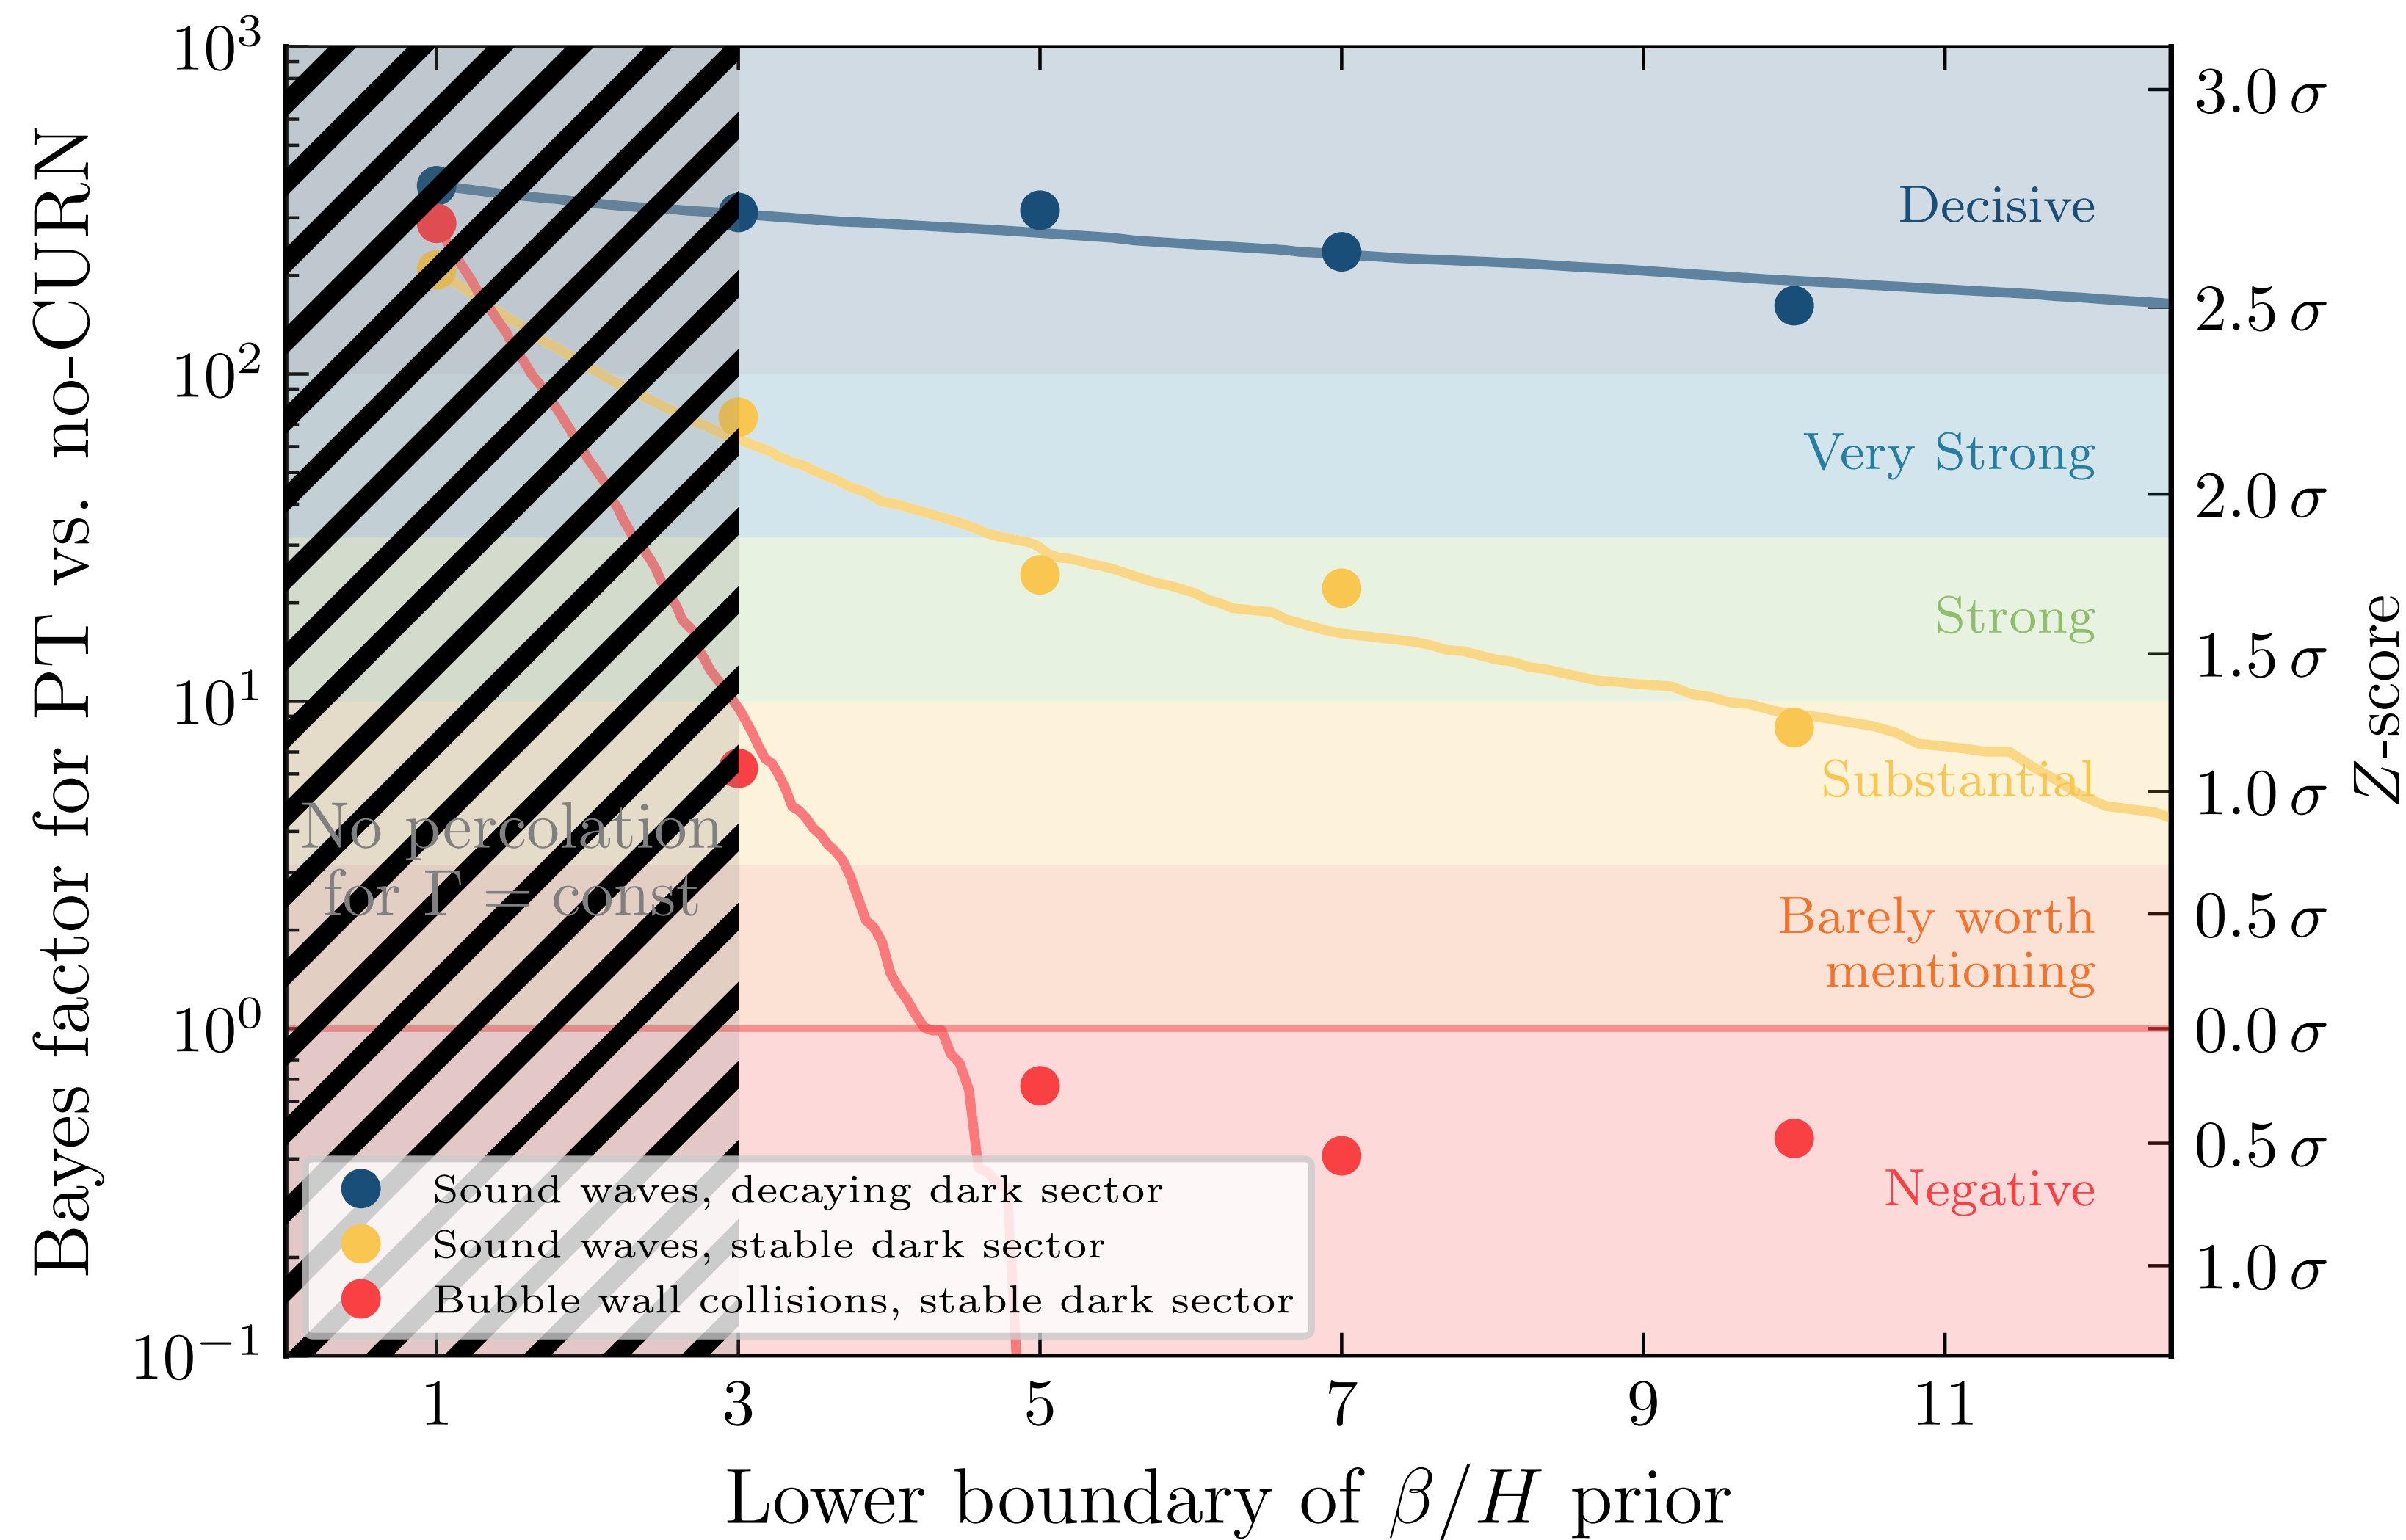 Bayes factor for PT vs. no-CURN
10³
10²
10¹
10⁰
10⁻¹
Decisive
Very Strong
Strong
Substantial
Barely worth
mentioning
Negative
No percolation
for Γ = const
Sound waves, decaying dark sector
Sound waves, stable dark sector
Bubble wall collisions, stable dark sector
3.0 σ
2.5 σ
2.0 σ
1.5 σ
1.0 σ
0.5 σ
0.0 σ
0.5 σ
1.0 σ
Z-score
1 3 5 7 9 11
Lower boundary of β/H prior